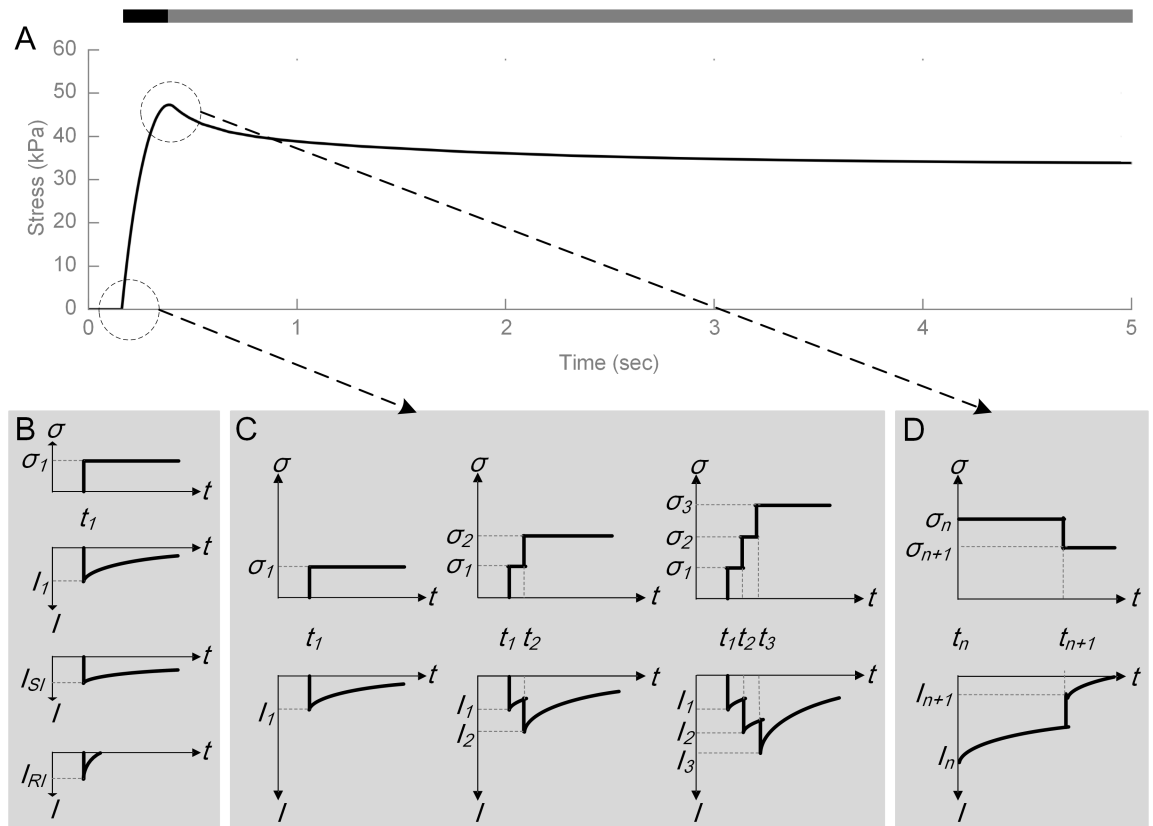 A
60
50
40
30
20
10
0
Stress (kPa)
0 1 2 3 4 5
Time (sec)
B
σ
σ1
t
t1
t
I1
I
t
ISI
I
t
IRI
I
C
σ σ σ
σ1 t
σ2
σ1 t
σ3
σ2
σ1 t
t1 t1 t2 t1 t2 t3
t t t
I1
I
I1
I2
I
I1
I2
I3
I
D
σ
σn
σn+1
t
tn tn+1
t
In+1
In
I